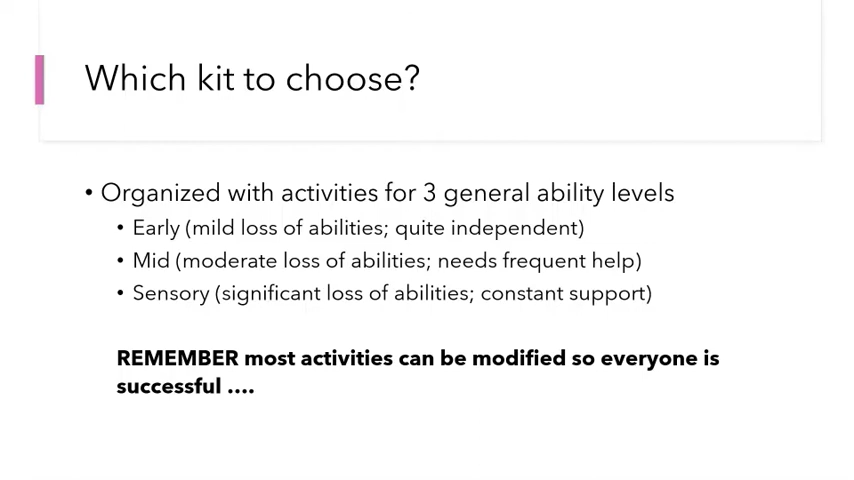 Which kit to choose?
• Organized with activities for 3 general ability levels
• Early (mild loss of abilities; quite independent)
• Mid (moderate loss of abilities; needs frequent help)
• Sensory (significant loss of abilities; constant support)
REMEMBER most activities can be modified so everyone is
successful ….